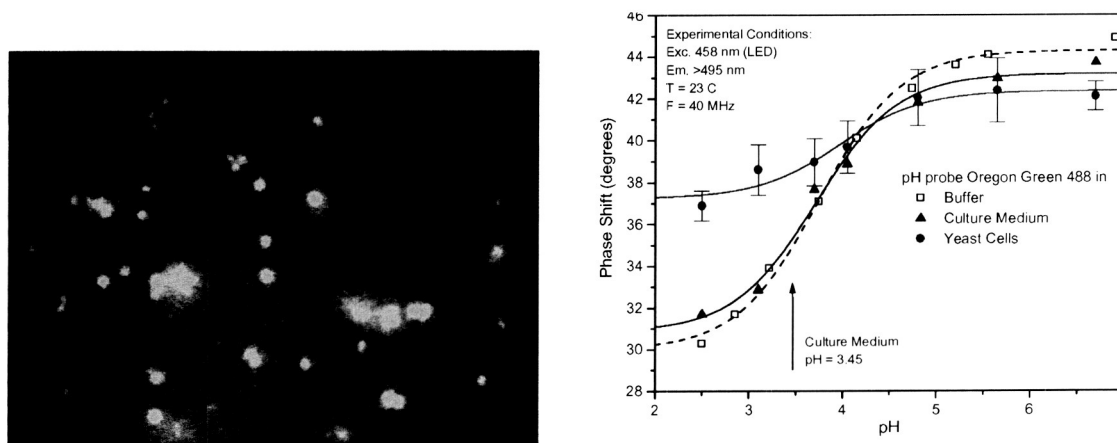 46
44
42
40
38
36
34
32
30
28
Phase Shift (degrees)
Experimental Conditions:
Exc. 458 nm (LED)
Em. >495 nm
T = 23 C
F = 40 MHz
pH probe Oregon Green 488 in
Buffer
Culture Medium
Yeast Cells
Culture Medium
pH = 3.45
2 3 4 5 6
pH